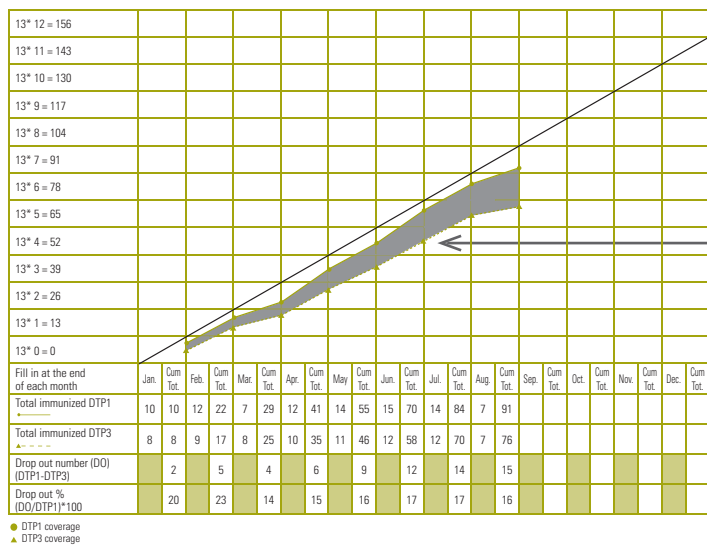 13* 12 = 156
13* 11 = 143
13* 10 = 130
13* 9 = 117
13* 8 = 104
13* 7 = 91
13* 6 = 78
13* 5 = 65
13* 4 = 52
13* 3 = 39
13* 2 = 26
13* 1 = 13
13* 0 = 0
Fill in at the end
of each month
Jan. Cum Tot. Feb. Cum Tot. Mar. Cum Tot. Apr. Cum Tot. May Cum Tot. Jun. Cum Tot. Jul. Cum Tot. Aug. Cum Tot. Sep. Cum Tot. Oct. Cum Tot. Nov. Cum Tot. Dec. Cum Tot.
Total immunized DTP1 10 10 12 22 7 29 12 41 14 55 15 70 14 84 7 91
Total immunized DTP3 8 8 9 17 8 25 10 35 11 46 12 58 12 70 7 76
Drop out number (DO)
(DTP1-DTP3) 2 5 4 6 9 12 14 15
Drop out %
(DO/DTP1)*100 20 23 14 15 16 17 17 16
DTP1 coverage
DTP3 coverage